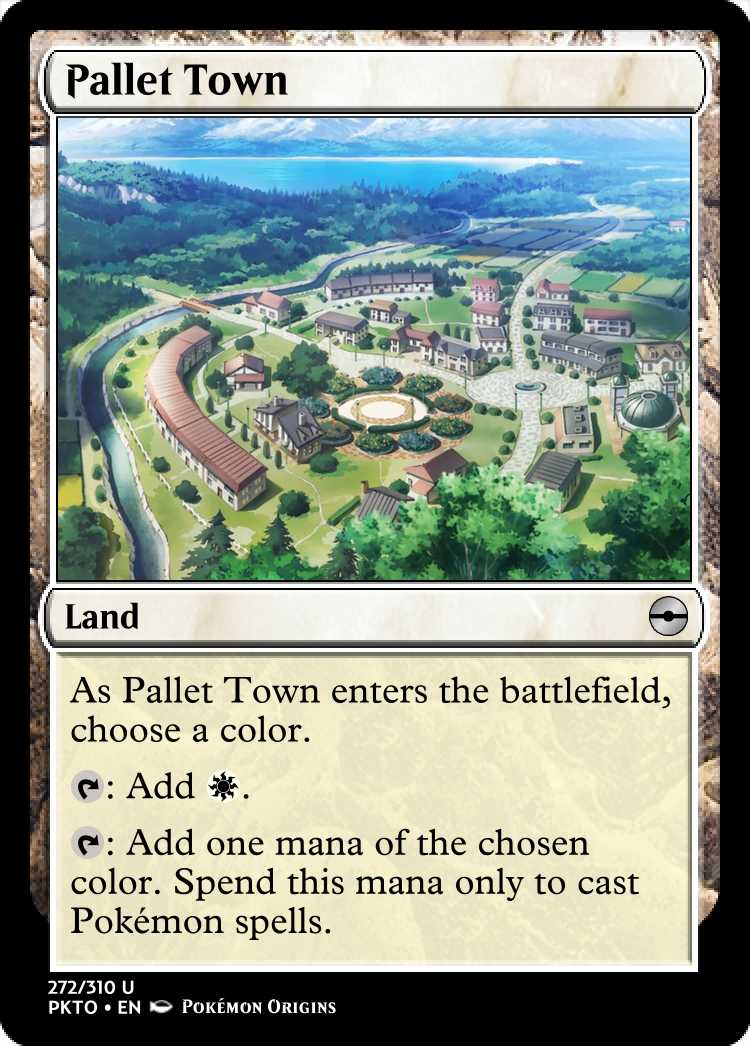 Pallet Town
Land
As Pallet Town enters the battlefield,
choose a color.
: Add .
: Add one mana of the chosen
color. Spend this mana only to cast
Pokémon spells.
272/310 U
PKTO • EN Pokémon Origins